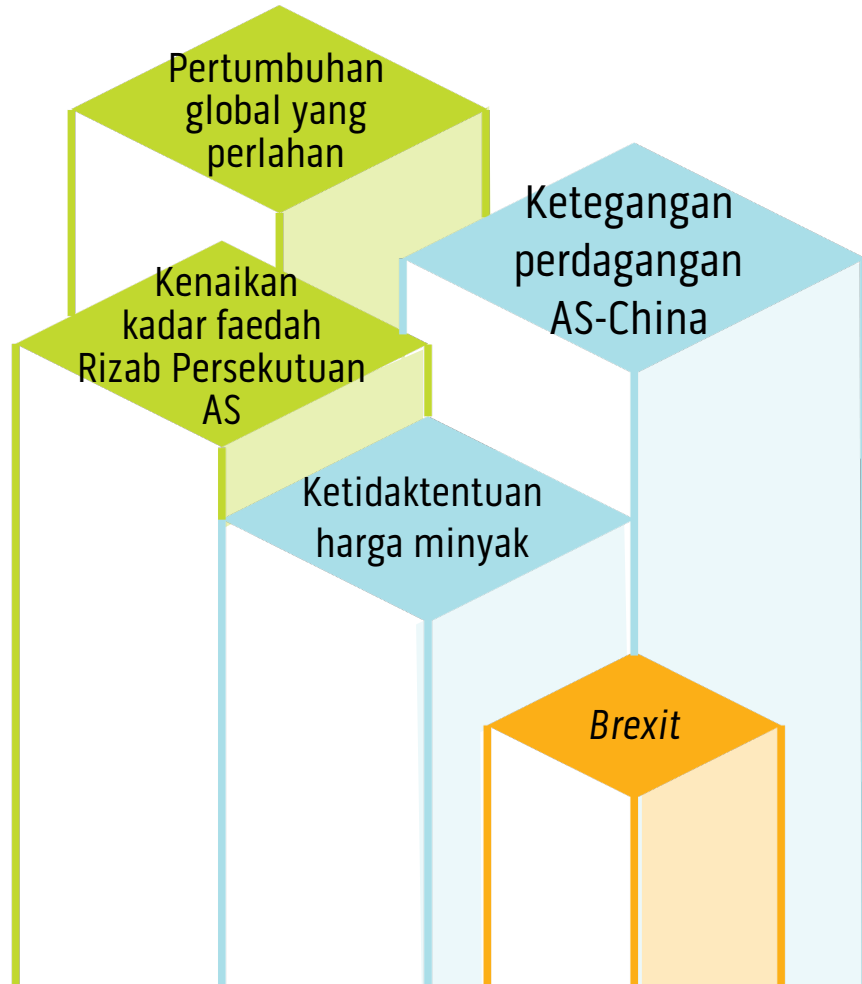 Pertumbuhan
global yang
perlahan
Ketegangan
perdagangan
AS-China
Kenaikan
kadar faedah
Rizab Persekutuan
AS
Ketidaktentuan
harga minyak
Brexit